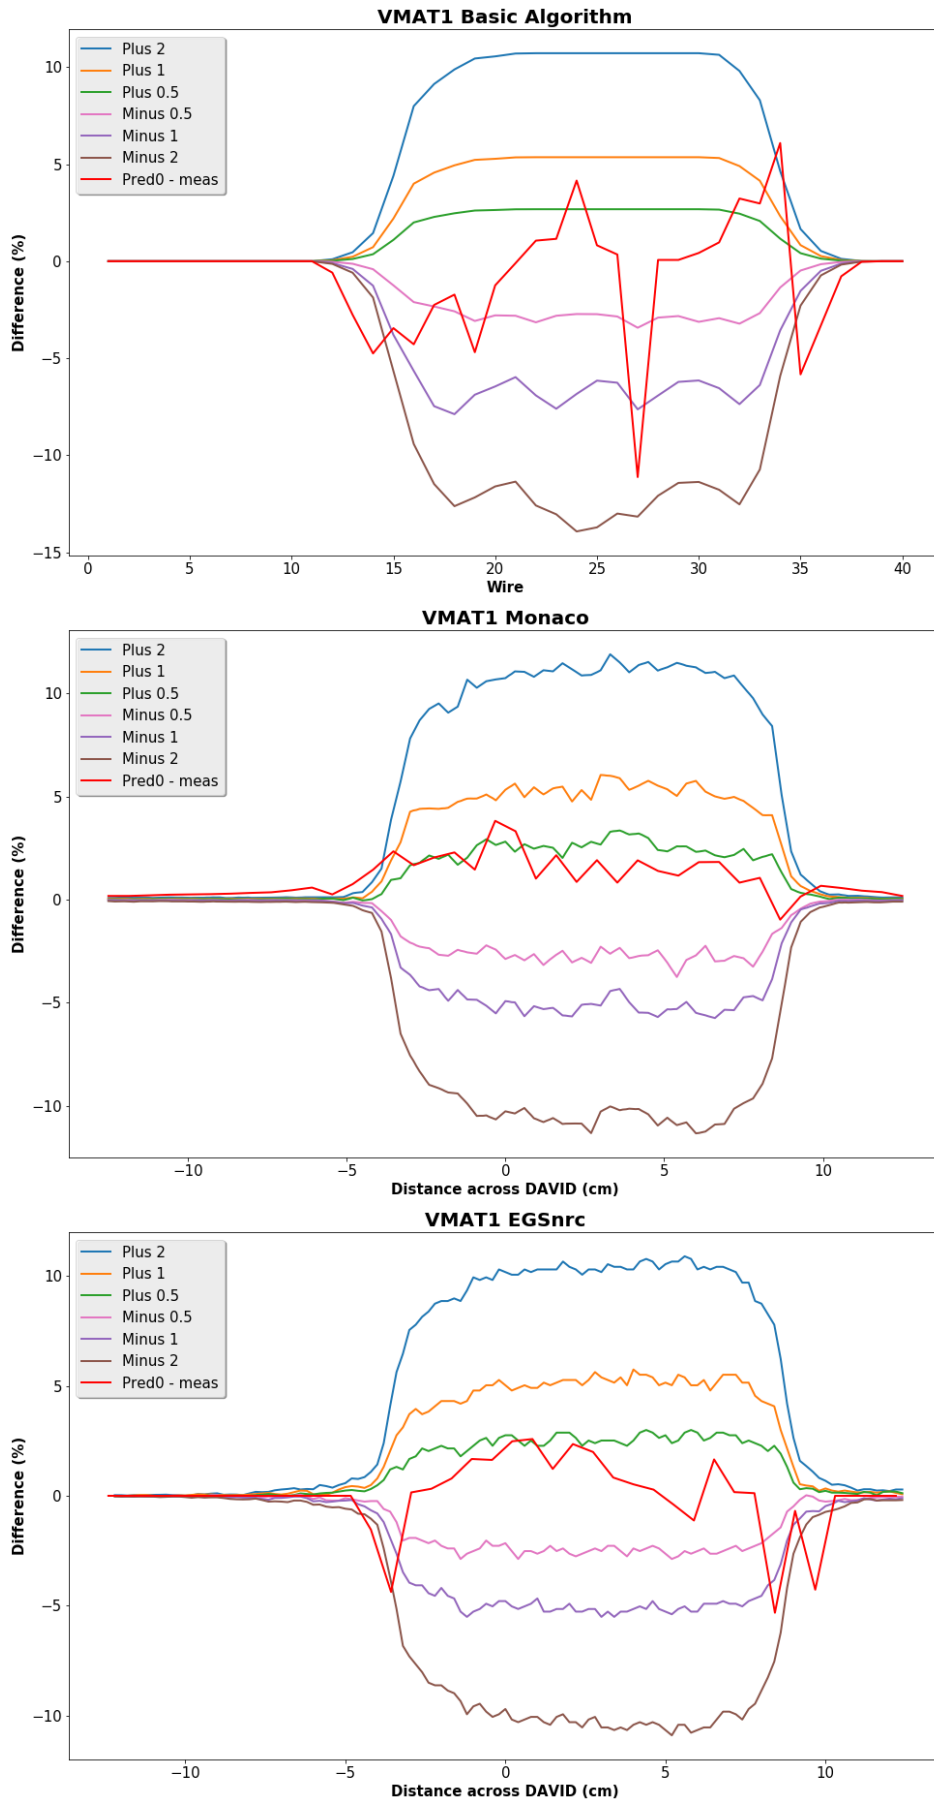 VMAT1 Basic Algorithm
Plus 2
Plus 1
Plus 0.5
Minus 0.5
Minus 1
Minus 2
Pred0 - meas
Difference (%)
10
5
0
−5
−10
−15
0 5 10 15 20 25 30 35 40
Wire
VMAT1 Monaco
Plus 2
Plus 1
Plus 0.5
Minus 0.5
Minus 1
Minus 2
Pred0 - meas
Difference (%)
10
5
0
−5
−10
−10 −5 0 5 10
Distance across DAVID (cm)
VMAT1 EGSnrc
Plus 2
Plus 1
Plus 0.5
Minus 0.5
Minus 1
Minus 2
Pred0 - meas
Difference (%)
10
5
0
−5
−10
−10 −5 0 5 10
Distance across DAVID (cm)